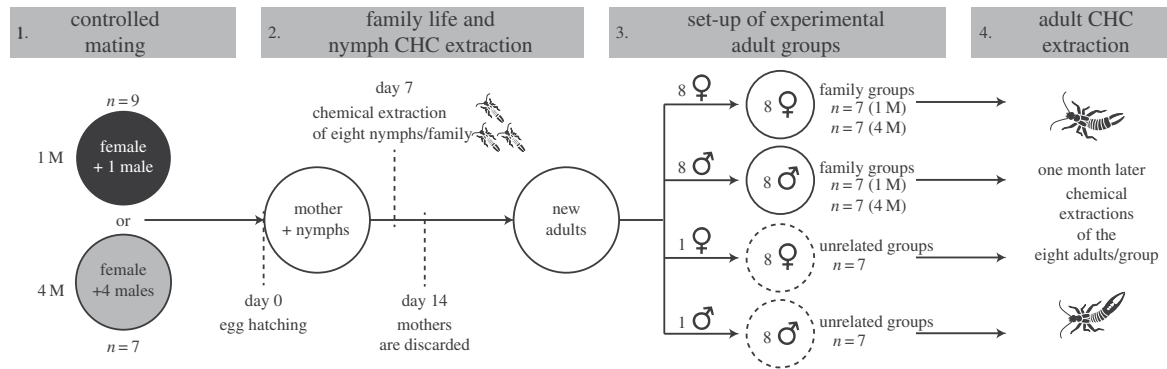 1.
controlled
mating
2.
family life and
nymph CHC extraction
3.
set-up of experimental
adult groups
4.
adult CHC
extraction
n = 9
1 M
female
+ 1 male
or
4 M
female
+4 males
n = 7
day 7
chemical extraction
of eight nymphs/family
mother
+ nymphs
day 0
egg hatching
day 14
mothers
are discarded
new
adults
8 ♀
8 ♀
family groups
n = 7 (1 M)
n = 7 (4 M)
8 ♂
8 ♂
family groups
n = 7 (1 M)
n = 7 (4 M)
1 ♀
8 ♀
unrelated groups
n = 7
1 ♂
8 ♂
unrelated groups
n = 7
one month later
chemical
extractions
of the
eight adults/group